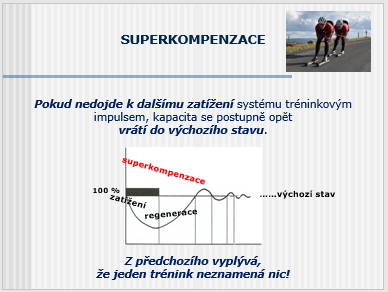 SUPERKOMPENZACE
Pokud nedojde k dalšímu zatížení systému tréninkovým
impulsem, kapacita se postupně opět
vrátí do výchozího stavu.
superkompenzace
100 %
zatížení
regenerace
......výchozí stav
Z předchozího vyplývá,
že jeden trénink neznamená nic!